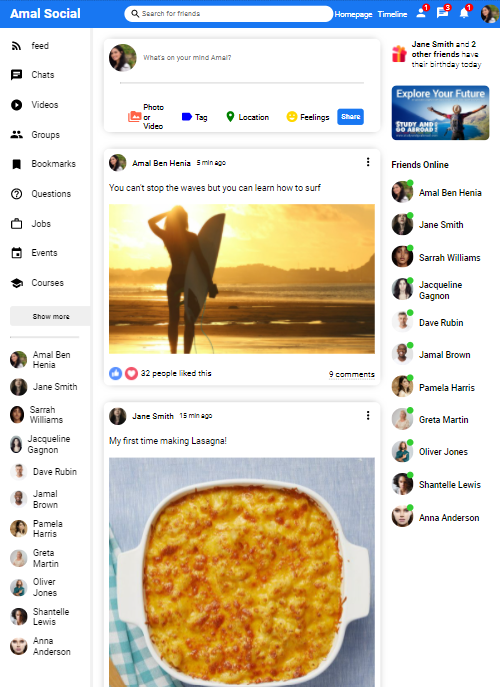 Amal Social
Search for friends
Homepage Timeline
1
3
1
feed
Chats
Videos
Groups
Bookmarks
Questions
Jobs
Events
Courses
Show more
Amal Ben
Henia
Jane Smith
Sarrah
Williams
Jacqueline
Gagnon
Dave Rubin
Jamal
Brown
Pamela
Harris
Greta
Martin
Oliver
Jones
Shantelle
Lewis
Anna
Anderson
What's on your mind Amal?
Photo
or
Video
Tag
Location
Feelings
Share
Amal Ben Henia 5 min ago
You can't stop the waves but you can learn how to surf
32 people liked this
9 comments
Jane Smith 15 min ago
My first time making Lasagna!
Jane Smith and 2
other friends have
their birthday today
Explore Your Future
STUDY AND
GO ABROAD
Friends Online
Amal Ben Henia
Jane Smith
Sarrah Williams
Jacqueline
Gagnon
Dave Rubin
Jamal Brown
Pamela Harris
Greta Martin
Oliver Jones
Shantelle Lewis
Anna Anderson